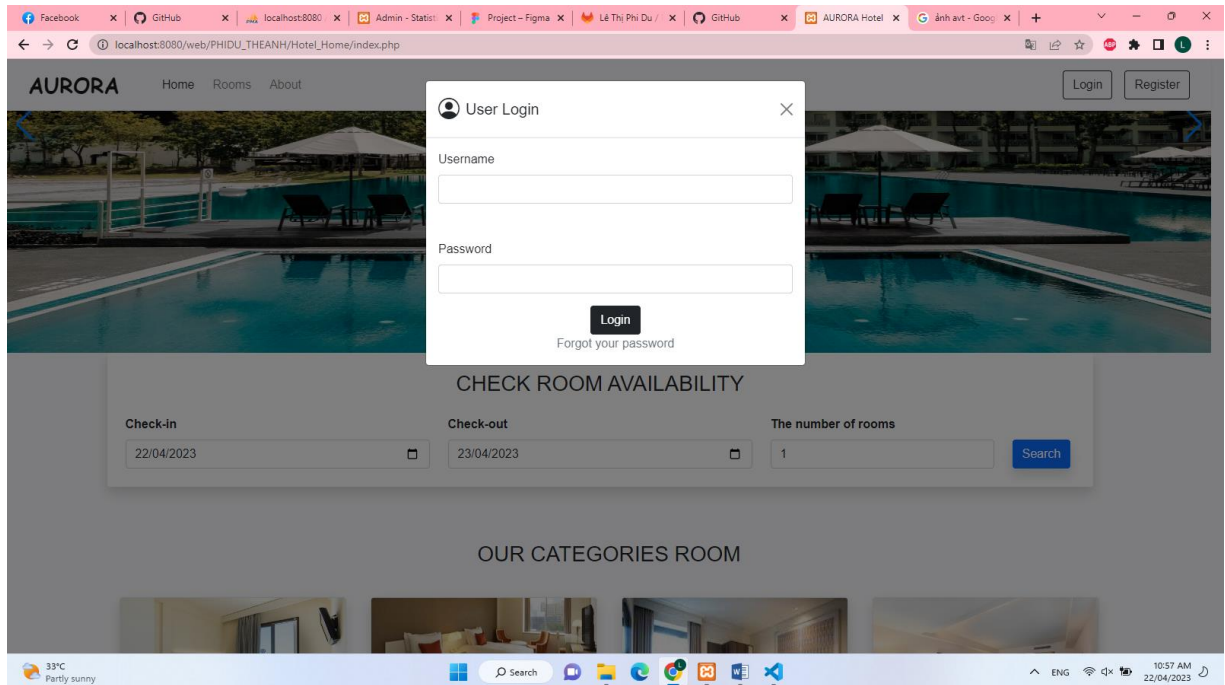 Facebook GitHub localhost:8080 Admin - Statist Project – Figma Lê Thị Phi Du / GitHub AURORA Hotel ảnh avt - Goog
localhost:8080/web/PHIDU_THEANH/Hotel_Home/index.php ABP L
AURORA Home Rooms About Login Register
User Login
Username
Password
Login
Forgot your password
CHECK ROOM AVAILABILITY
Check-in Check-out The number of rooms
22/04/2023 23/04/2023 1 Search
OUR CATEGORIES ROOM
33°C
Partly sunny
Search
ENG
10:57 AM
22/04/2023